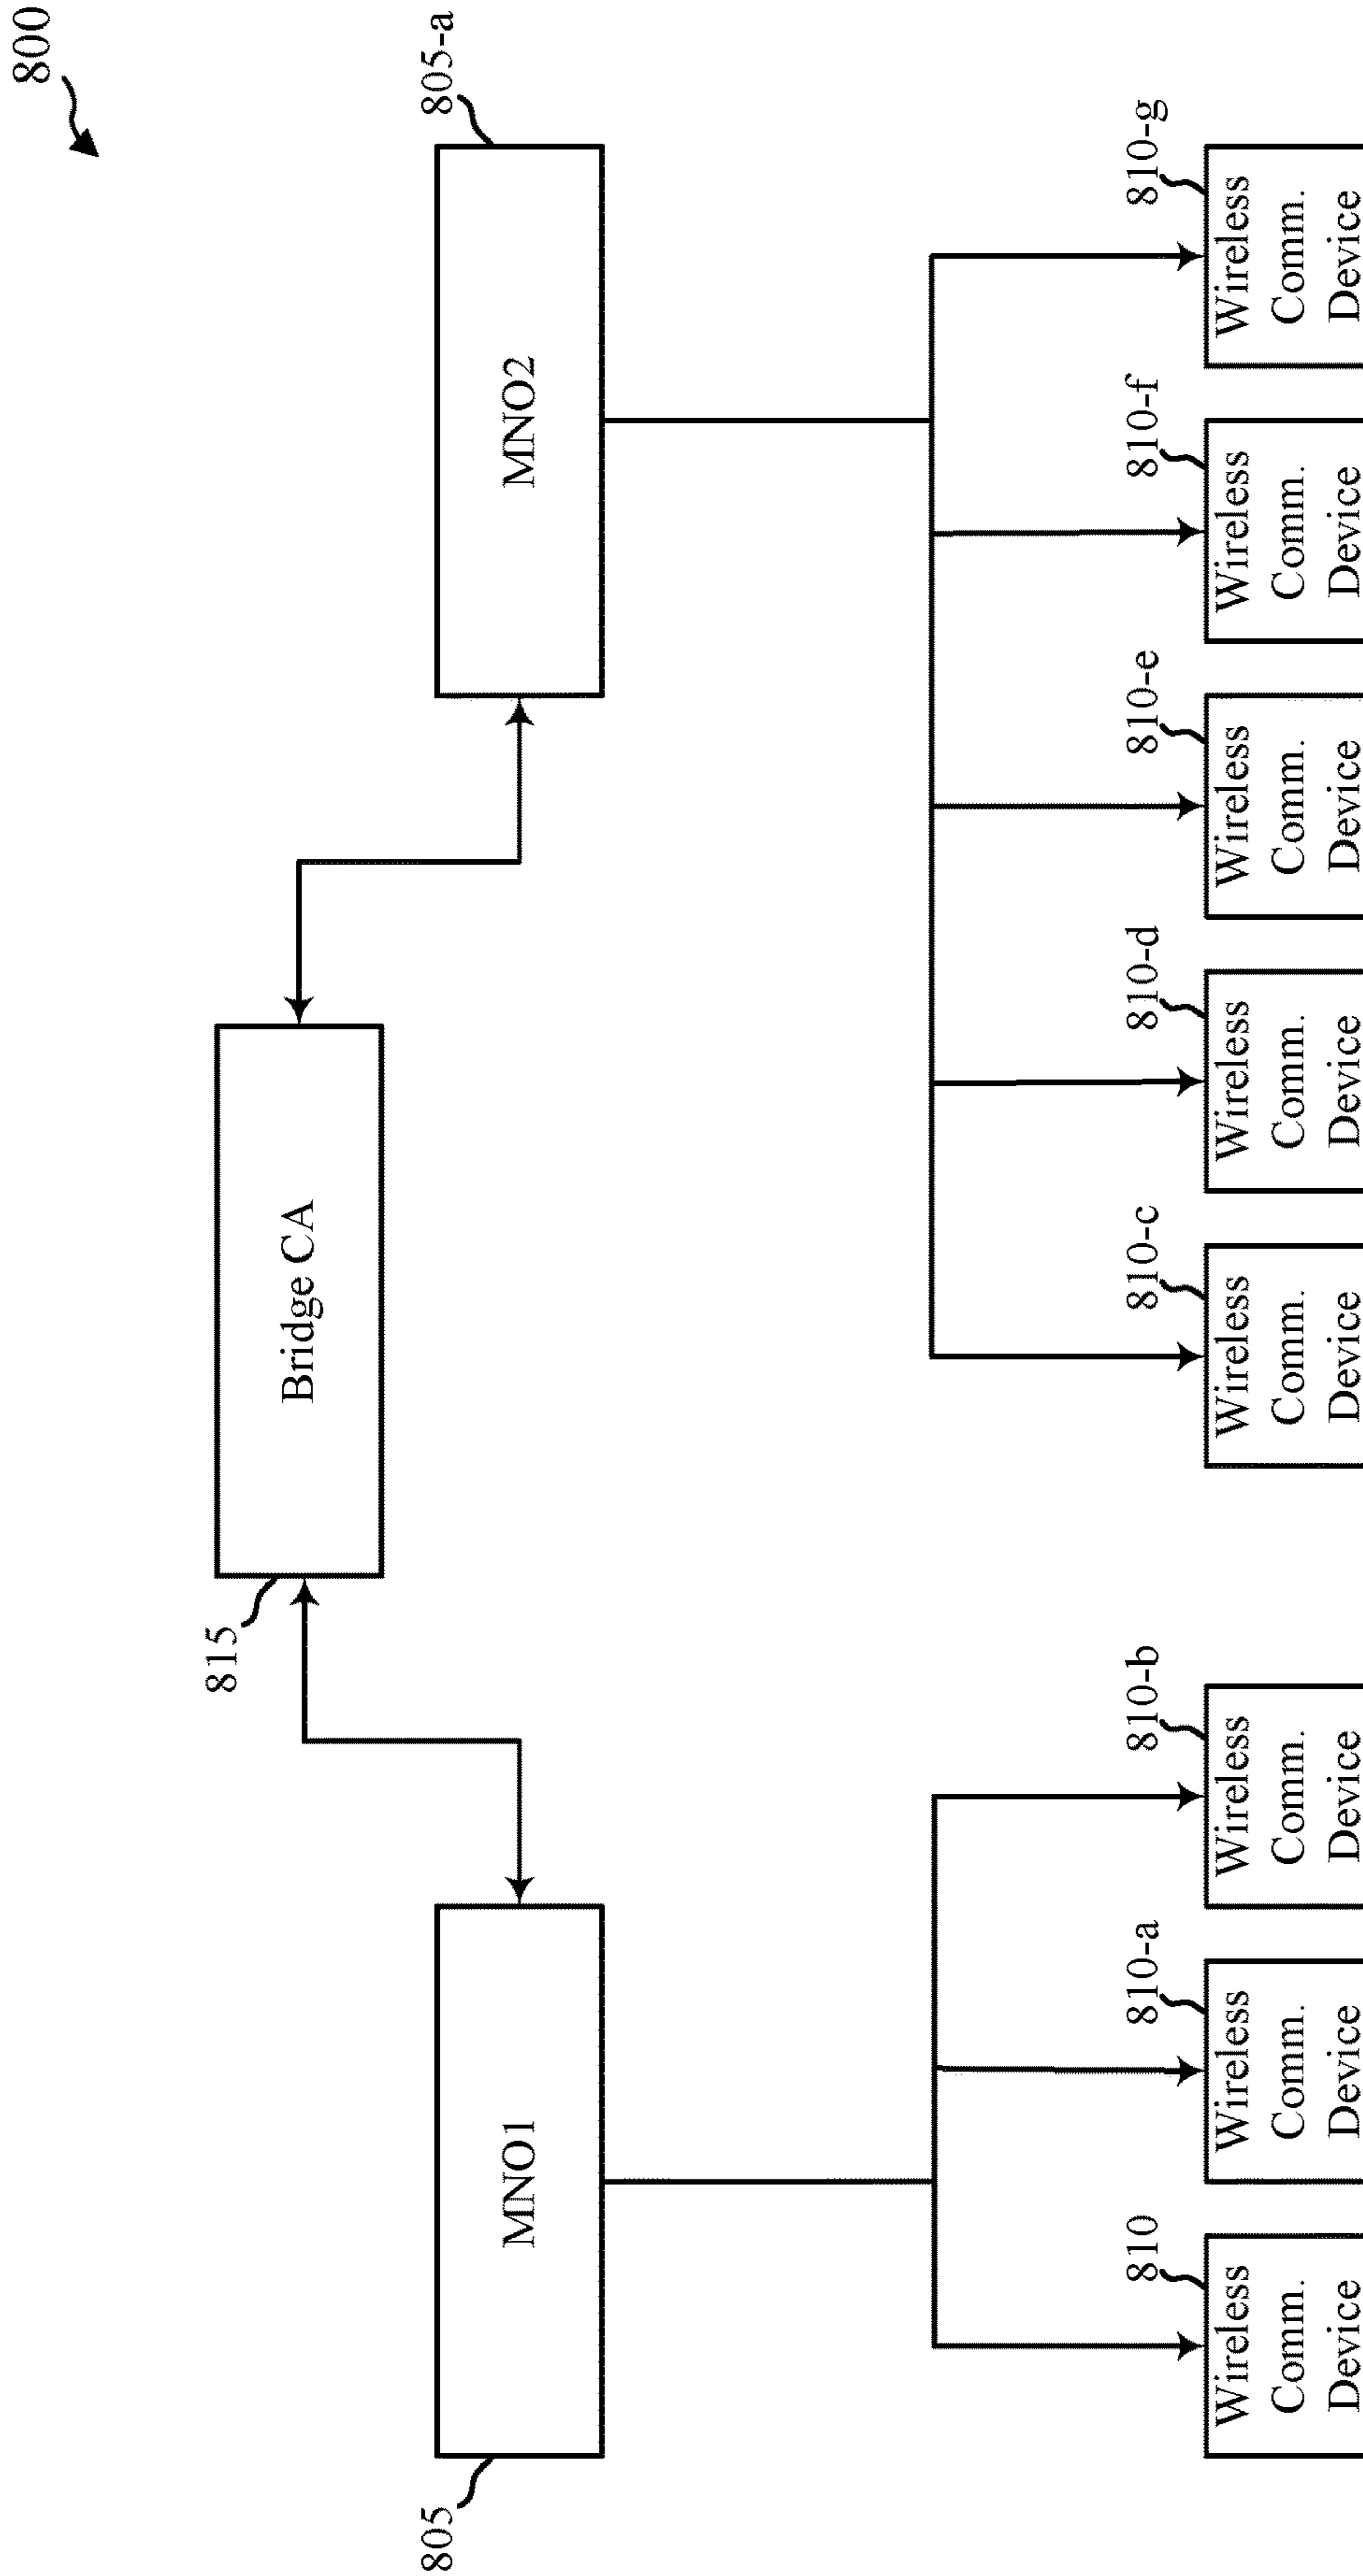 800
815
Bridge CA
805
MNO1
805-a
MNO2
810
Wireless
Comm.
Device
810-a
Wireless
Comm.
Device
810-b
Wireless
Comm.
Device
810-c
Wireless
Comm.
Device
810-d
Wireless
Comm.
Device
810-e
Wireless
Comm.
Device
810-f
Wireless
Comm.
Device
810-g
Wireless
Comm.
Device